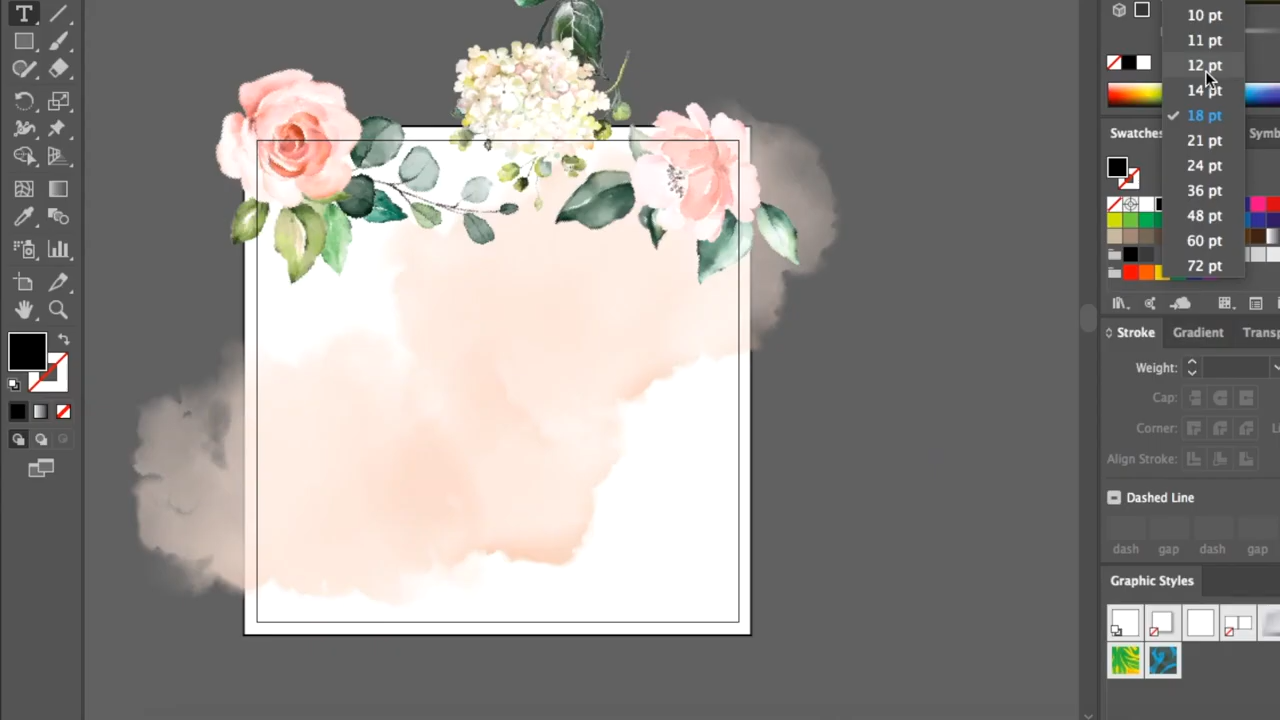 10 pt
11 pt
12 pt
14 pt
18 pt
21 pt
24 pt
36 pt
48 pt
60 pt
72 pt
Swatches
Symb
Stroke
Gradient
Transp
Weight:
Cap:
Corner:
Align Stroke:
Dashed Line
dash
gap
dash
gap
Graphic Styles